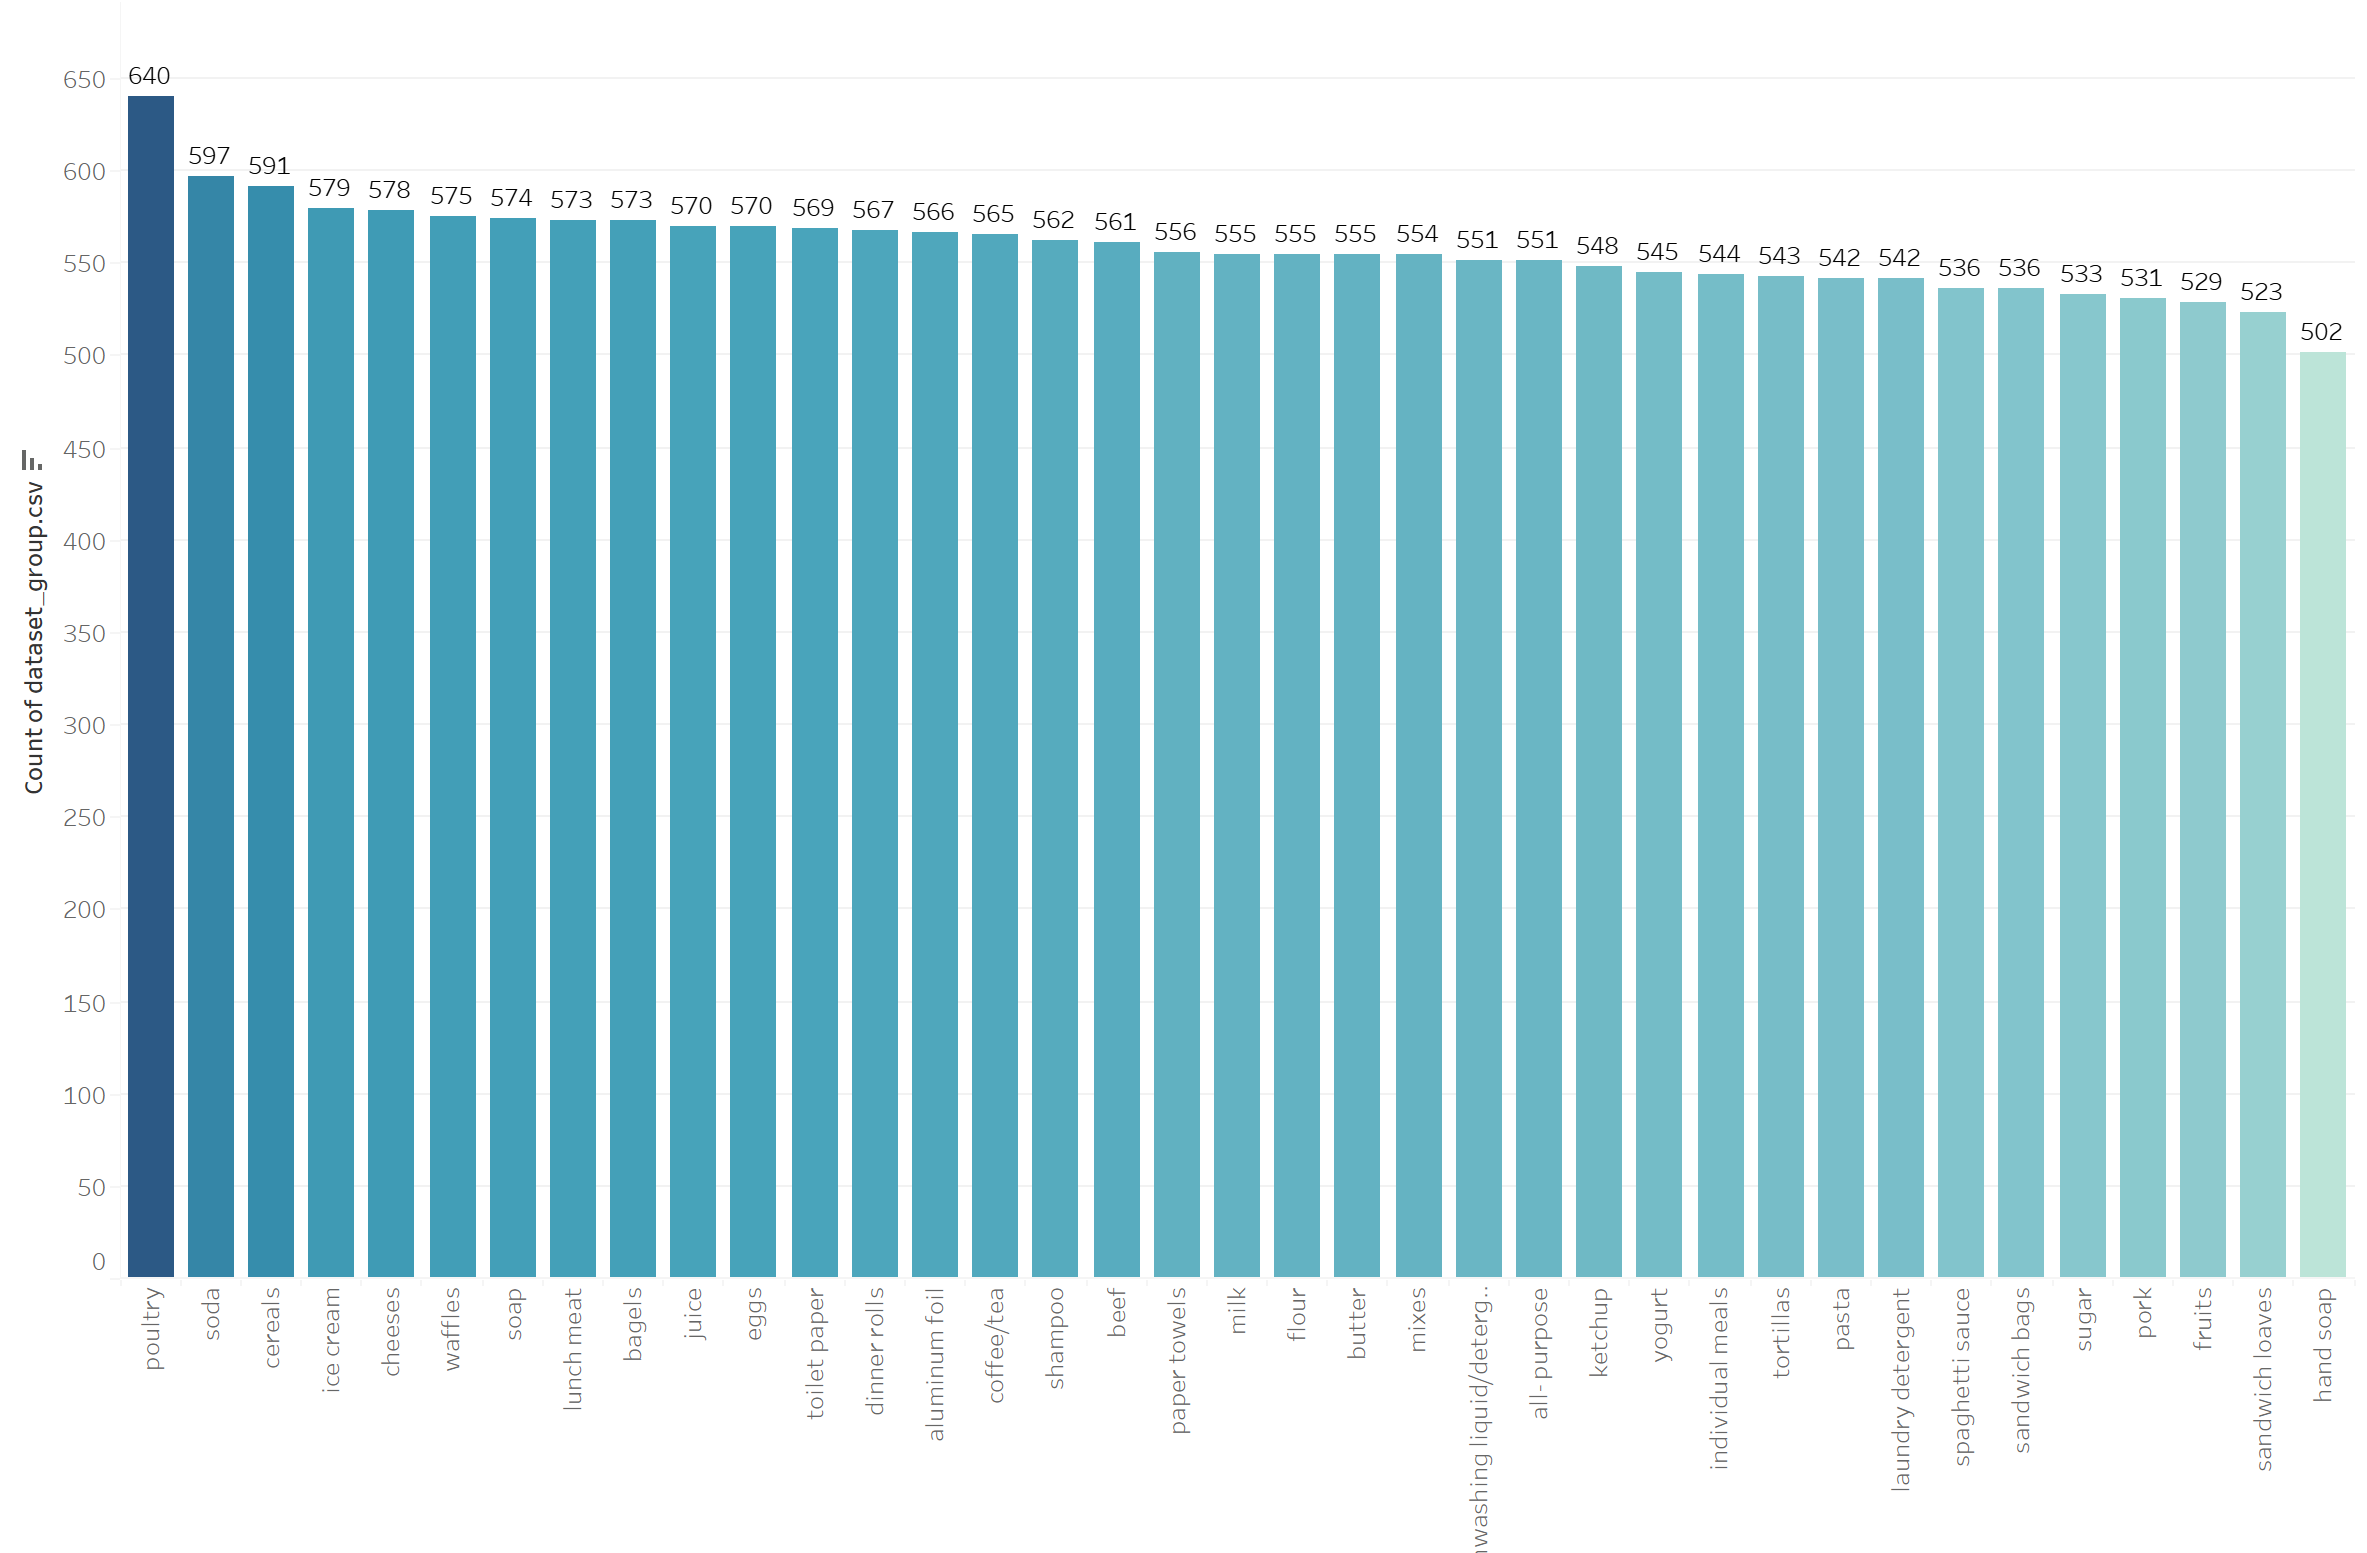 Count of dataset_group.csv
650
600
550
500
450
400
350
300
250
200
150
100
50
0
640
597
591
579
578
575
574
573
573
570
570
569
567
566
565
562
561
556
555
555
555
554
551
551
548
545
544
543
542
542
536
536
533
531
529
523
502
poultry
soda
cereals
ice cream
cheeses
waffles
soap
lunch meat
bagels
juice
eggs
toilet paper
dinner rolls
aluminum foil
coffee/tea
shampoo
beef
paper towels
milk
flour
butter
mixes
washing liquid/deterg..
all- purpose
ketchup
yogurt
individual meals
tortillas
pasta
laundry detergent
spaghetti sauce
sandwich bags
sugar
pork
fruits
sandwich loaves
hand soap